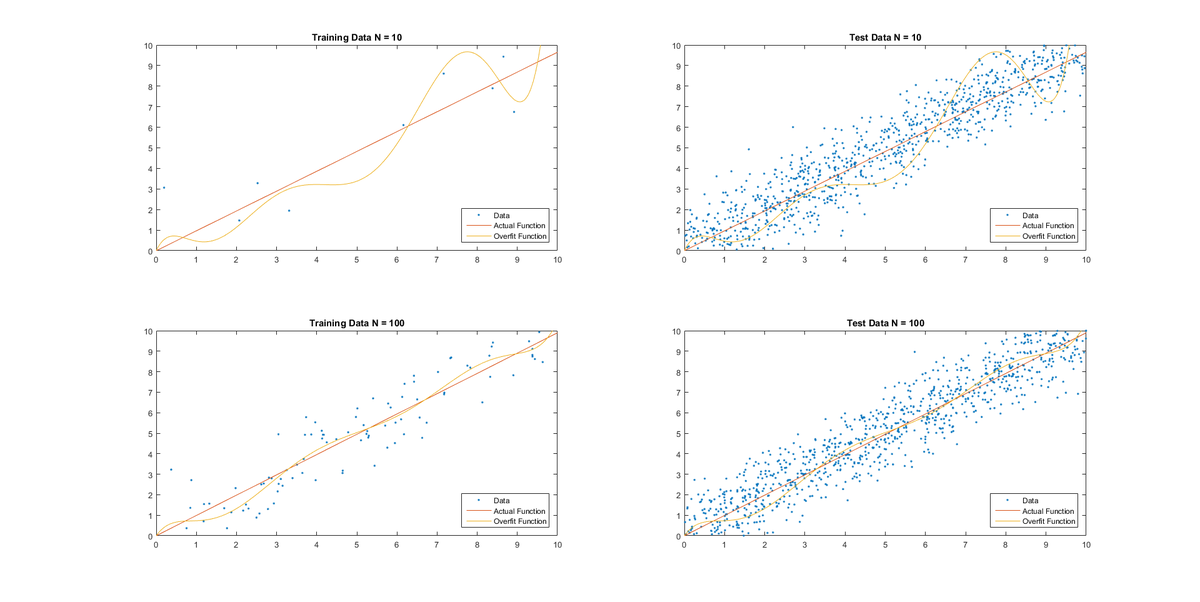 Training Data N = 10
10
9
8
7
6
5
4
3
2
1
0
Data
Actual Function
Overfit Function
0 1 2 3 4 5 6 7 8 9 10
Test Data N = 10
10
9
8
7
6
5
4
3
2
1
0
Data
Actual Function
Overfit Function
0 1 2 3 4 5 6 7 8 9 10
Training Data N = 100
10
9
8
7
6
5
4
3
2
1
0
Data
Actual Function
Overfit Function
0 1 2 3 4 5 6 7 8 9 10
Test Data N = 100
10
9
8
7
6
5
4
3
2
1
0
Data
Actual Function
Overfit Function
0 1 2 3 4 5 6 7 8 9 10